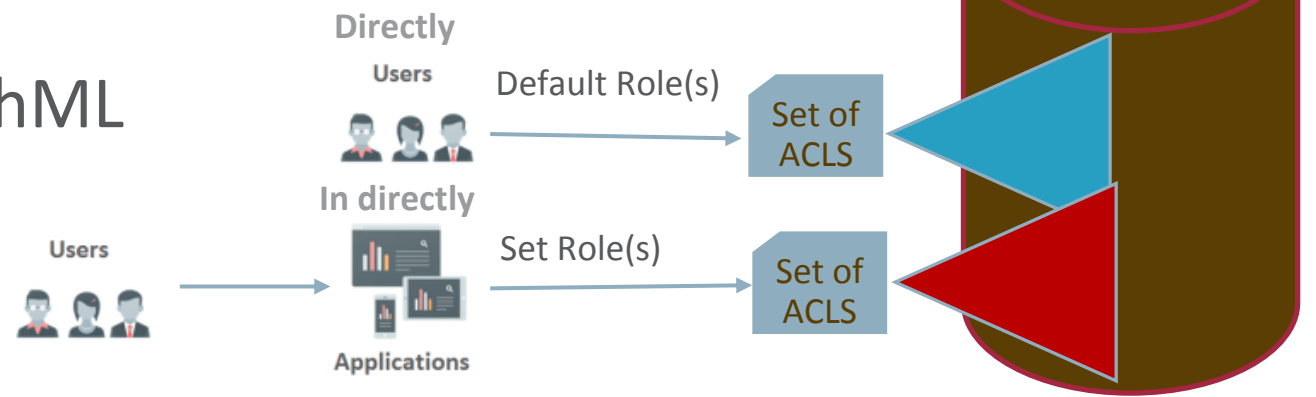 hML
Directly
Users
Default Role(s)
Set of
ACLS
In directly
Users
Set Role(s)
Set of
ACLS
Applications